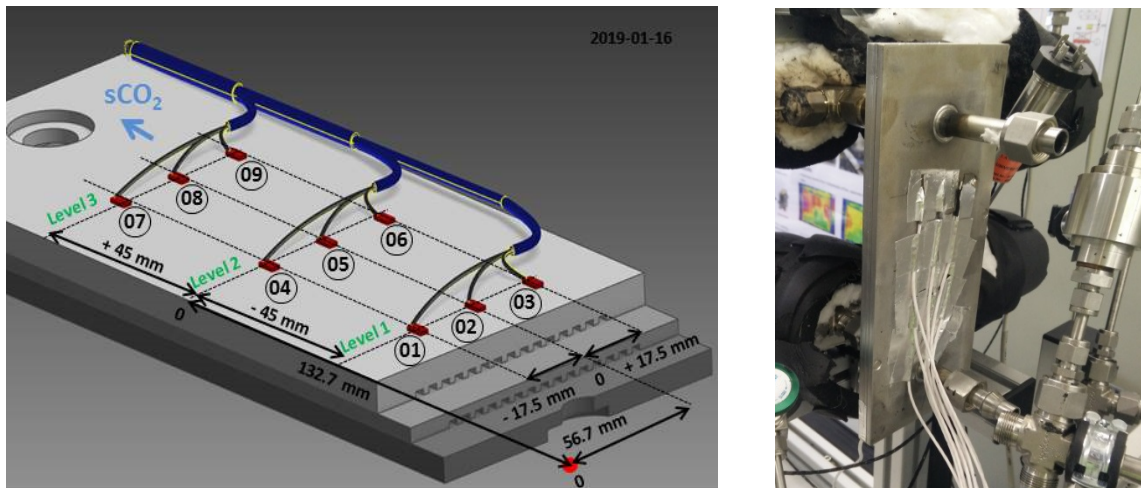 2019-01-16
sCO₂
09
08
07
Level 3
+ 45 mm
06
05
04
Level 2
0
- 45 mm
03
02
01
Level 1
132.7 mm
+ 17.5 mm
0
- 17.5 mm
56.7 mm
0